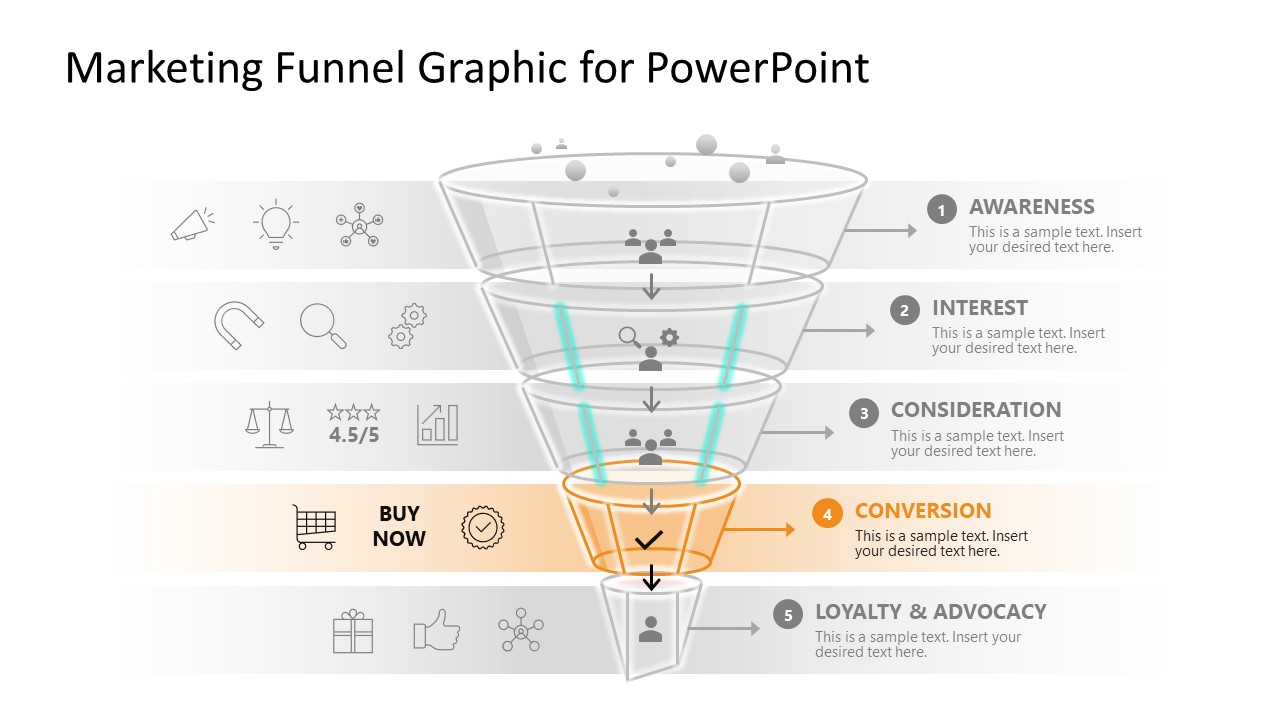 Marketing Funnel Graphic for PowerPoint
1
AWARENESS
This is a sample text. Insert
your desired text here.
2
INTEREST
This is a sample text. Insert
your desired text here.
4.5/5
3
CONSIDERATION
This is a sample text. Insert
your desired text here.
BUY
NOW
4
CONVERSION
This is a sample text. Insert
your desired text here.
5
LOYALTY & ADVOCACY
This is a sample text. Insert your
desired text here.